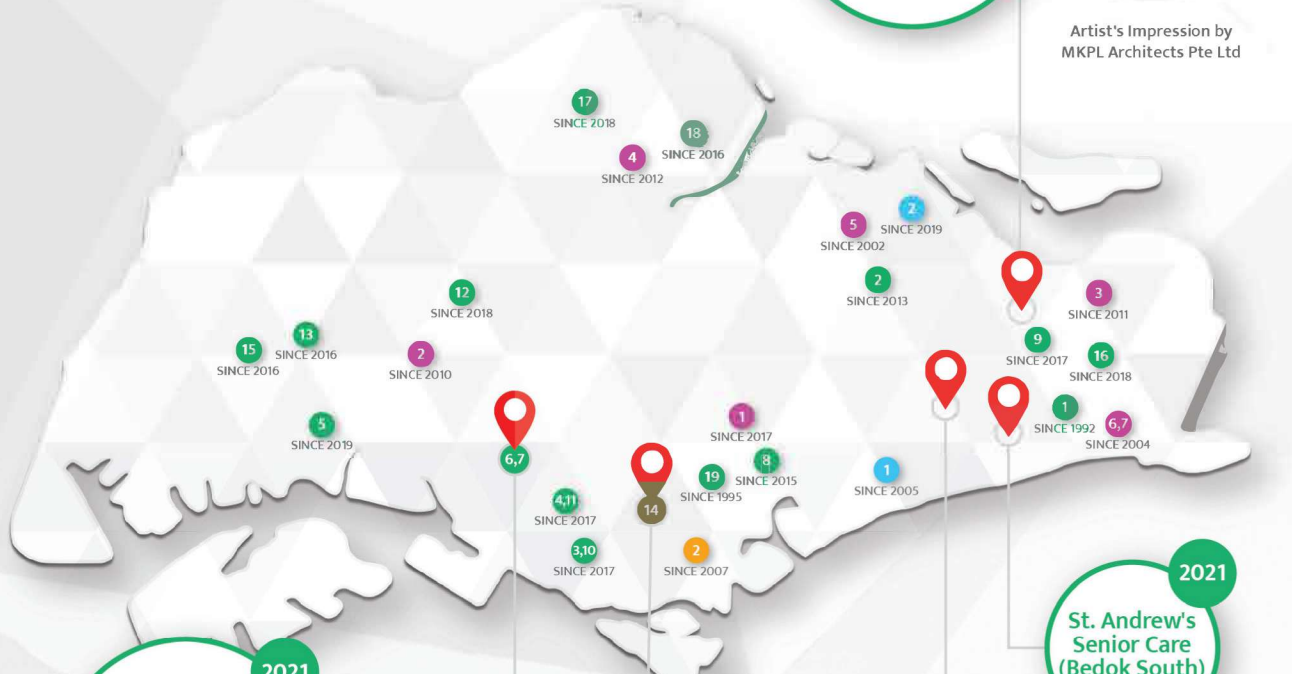 Artist's Impression by
MKPL Architects Pte Ltd
17
SINCE 2018
18
SINCE 2016
4
SINCE 2012
2
SINCE 2019
5
SINCE 2002
2
SINCE 2013
12
SINCE 2018
3
SINCE 2011
13
SINCE 2016
15
SINCE 2016
2
SINCE 2010
9
SINCE 2017
16
SINCE 2018
1
SINCE 1992
6,7
SINCE 2004
5
SINCE 2019
1
SINCE 2017
6,7
8
SINCE 2015
19
SINCE 1995
1
SINCE 2005
4,11
SINCE 2017
14
3,10
SINCE 2017
2
SINCE 2007
2021
St. Andrew's
Senior Care
(Bedok South)
2021